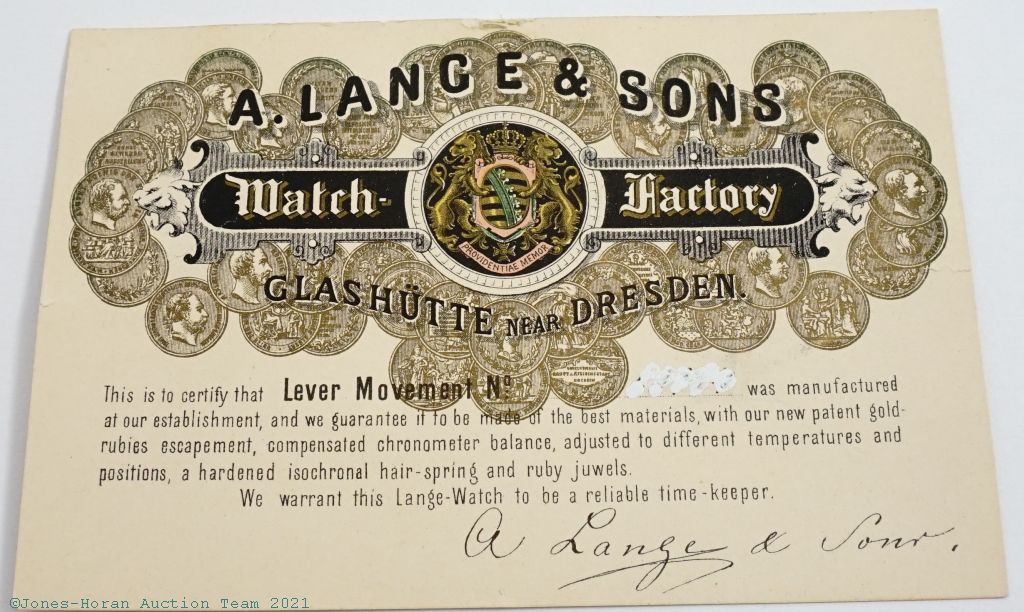 A. LANGE & SONS
Watch-Factory
PROVIDENTIAE MEMOR
GLASHÜTTE NEAR DRESDEN.
This is to certify that Lever Movement No was manufactured
at our establishment, and we guarantee it to be made of the best materials, with our new patent gold-
rubies escapement, compensated chronometer balance, adjusted to different temperatures and
positions, a hardened isochronal hair-spring and ruby juwels.
We warrant this Lange-Watch to be a reliable time-keeper.
A Lange & Sons.
©Jones-Horan Auction Team 2021